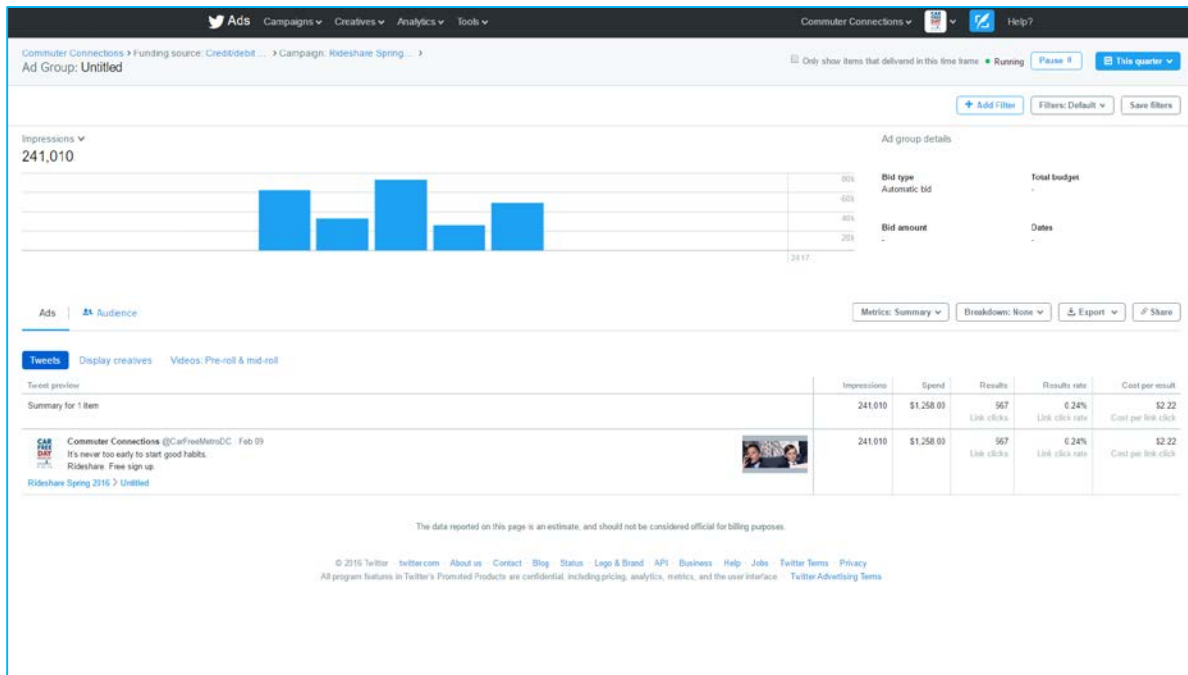 Ads Campaigns Creatives Analytics Tools Commuter Connections Help?
Commuter Connections > Funding source: Credit/debit ... > Campaign: Rideshare Spring... >
Ad Group: Untitled
Only show items that delivered in this time frame Running Pause This quarter
+ Add Filter Filters: Default Save filters
Impressions
241,010
Ad group details
80k
60k
40k
20k
2017
Bid type Total budget
Automatic bid -
Bid amount Dates
- -
Ads Audience Metrics: Summary Breakdown: None Export Share
Tweets Display creatives Videos: Pre-roll & mid-roll
Tweet preview Impressions Spend Results Results rate Cost per result
Summary for 1 item 241,010 $1,258.00 567 0.24% $2.22
Link clicks Link click rate Cost per link click
CAR
FREE
DAY
Commuter Connections @CarFreeMetroDC · Feb 09 241,010 $1,258.00 567 0.24% $2.22
It's never too early to start good habits. Link clicks Link click rate Cost per link click
Rideshare. Free sign up.
Rideshare Spring 2016 > Untitled
The data reported on this page is an estimate, and should not be considered official for billing purposes.
© 2016 Twitter · twitter.com · About us · Contact · Blog · Status · Logo & Brand · API · Business · Help · Jobs · Twitter Terms · Privacy
All program features in Twitter's Promoted Products are confidential, including pricing, analytics, metrics, and the user interface. · Twitter Advertising Terms